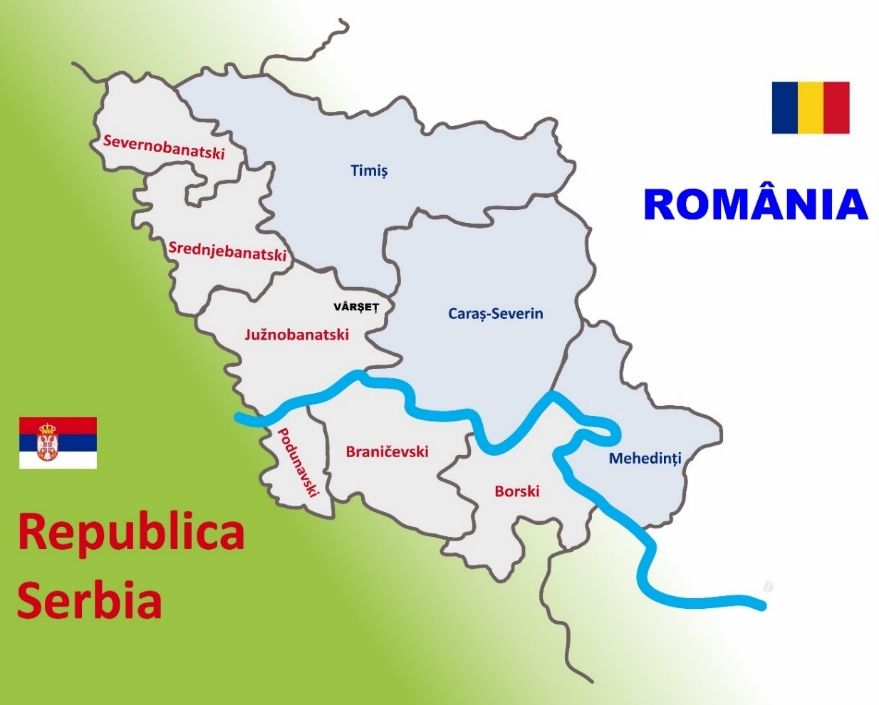 Severnobanatski
Timiș
ROMÂNIA
Srednjebanatski
VÂRȘEȚ
Caraș-Severin
Južnobanatski
Podunavski
Braničevski
Mehedinți
Borski
Republica
Serbia